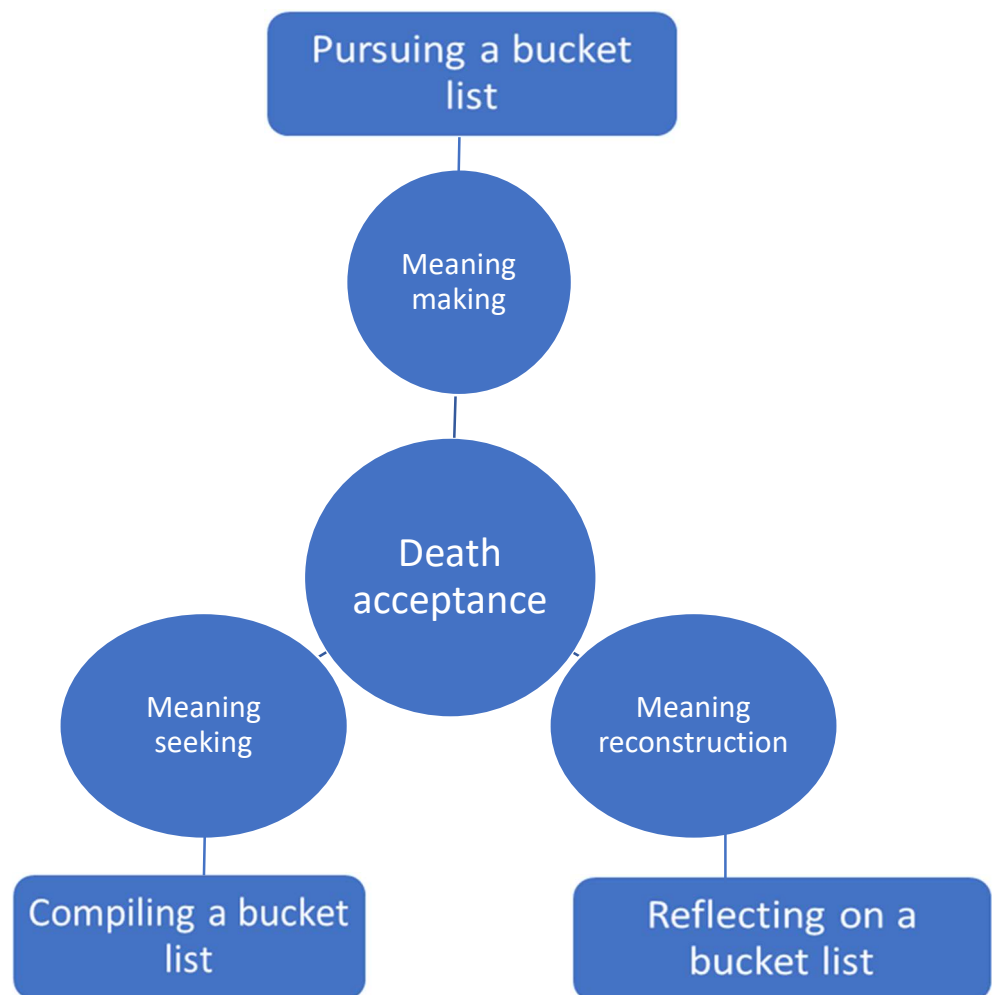 Pursuing a bucket
list
Meaning
making
Death
acceptance
Meaning
seeking
Meaning
reconstruction
Compiling a bucket
list
Reflecting on a
bucket list